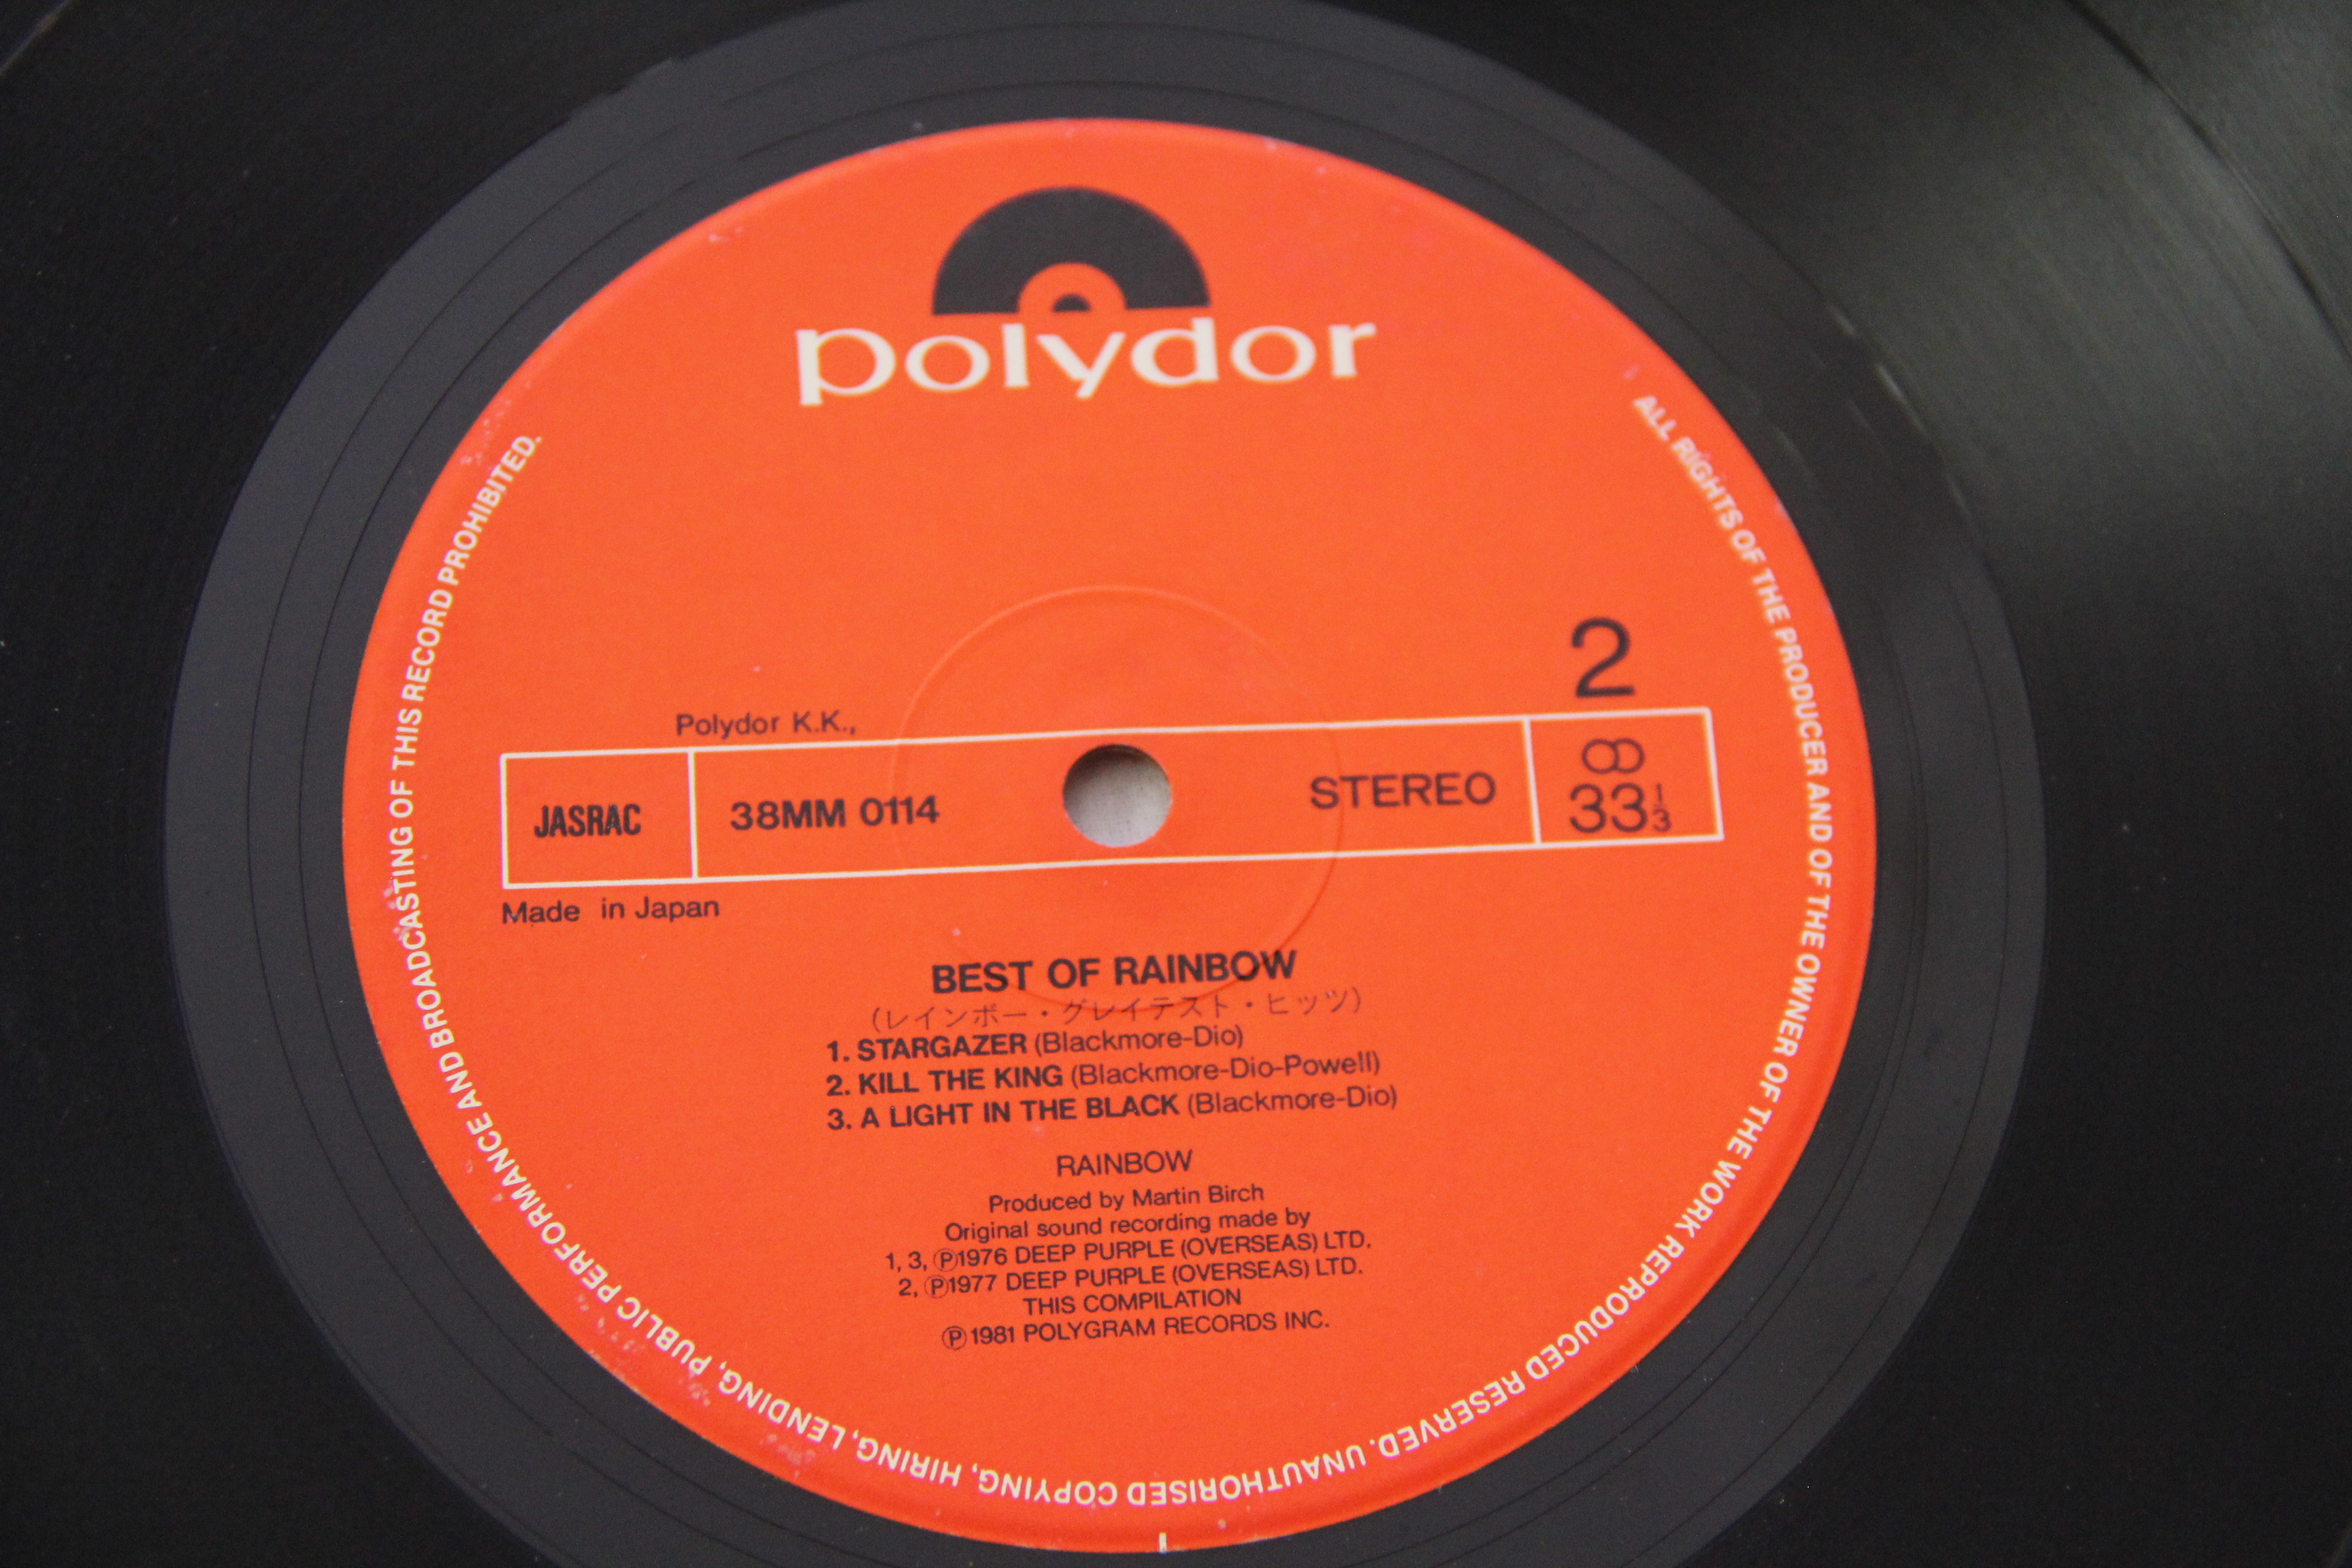 polydor
2
Polydor K.K.,
JASRAC 38MM 0114 STEREO 33 1/3
Made in Japan
BEST OF RAINBOW
(レインボー・グレイテスト・ヒッツ)
1. STARGAZER (Blackmore-Dio)
2. KILL THE KING (Blackmore-Dio-Powell)
3. A LIGHT IN THE BLACK (Blackmore-Dio)
RAINBOW
Produced by Martin Birch
Original sound recording made by
1, 3, Ⓟ1976 DEEP PURPLE (OVERSEAS) LTD.
2, Ⓟ1977 DEEP PURPLE (OVERSEAS) LTD.
THIS COMPILATION
Ⓟ1981 POLYGRAM RECORDS INC.
ALL RIGHTS OF THE PRODUCER AND OF THE OWNER OF THE WORK REPRODUCED RESERVED. UNAUTHORISED COPYING, HIRING, LENDING, PUBLIC PERFORMANCE AND BROADCASTING OF THIS RECORD PROHIBITED.